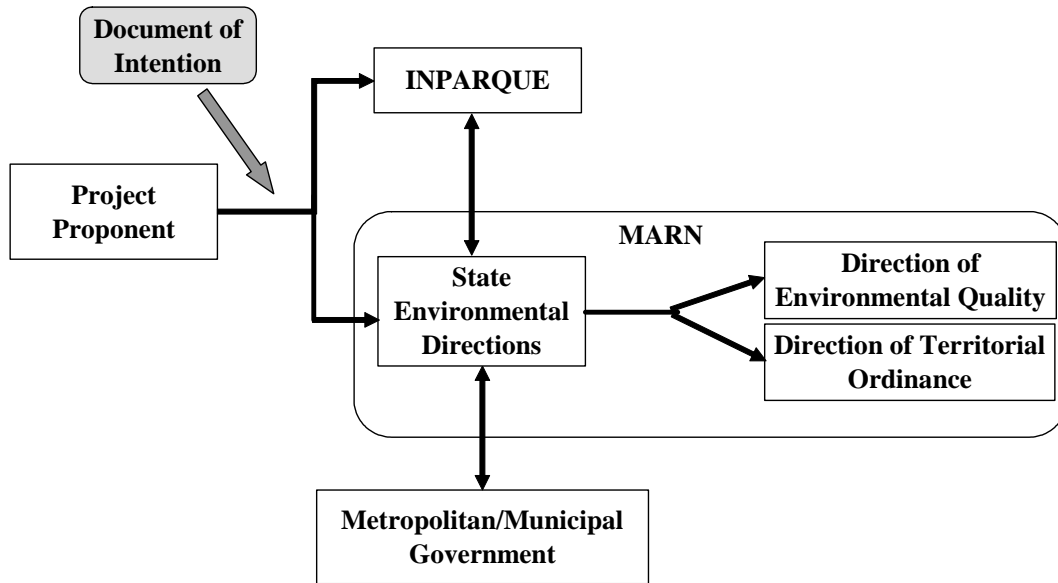 Document of
Intention
INPARQUE
Project
Proponent
MARN
State
Environmental
Directions
Direction of
Environmental Quality
Direction of Territorial
Ordinance
Metropolitan/Municipal
Government